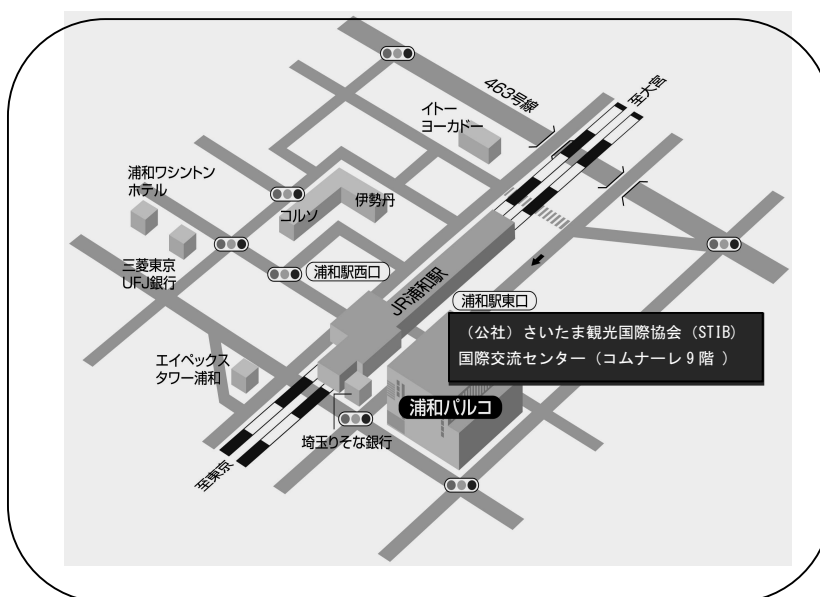 463号線
至大宮
イトー
ヨーカドー
浦和ワシントン
ホテル
伊勢丹
コルソ
三菱東京
UFJ銀行
浦和駅西口
JR浦和駅
浦和駅東口
(公社)さいたま観光国際協会(STIB)
国際交流センター(コムナーレ9階 )
エイペックス
タワー浦和
浦和パルコ
埼玉りそな銀行
至東京